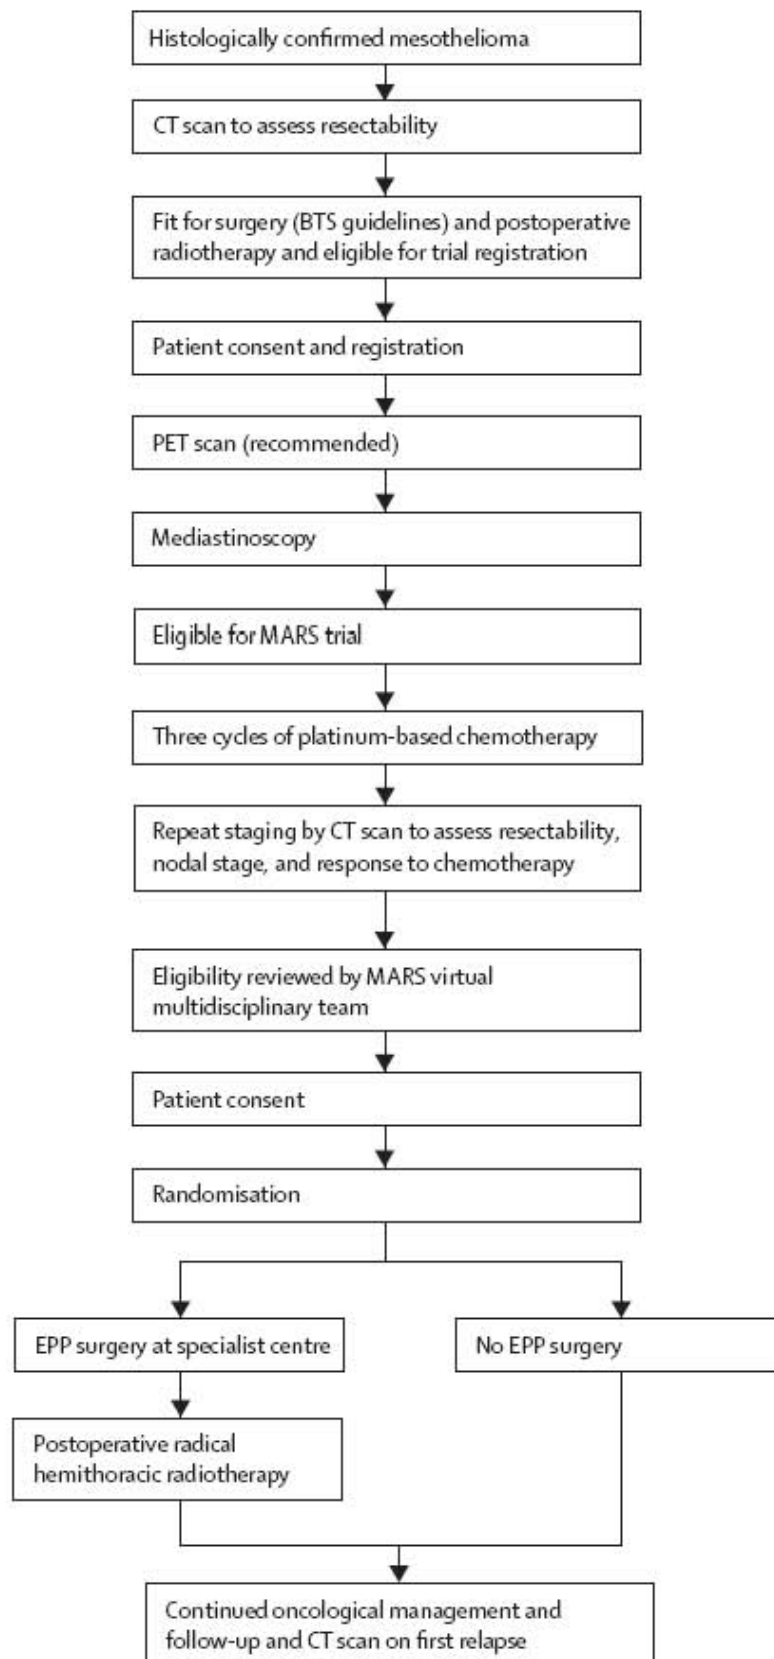 Histologically confirmed mesothelioma
CT scan to assess resectability
Fit for surgery (BTS guidelines) and postoperative
radiotherapy and eligible for trial registration
Patient consent and registration
PET scan (recommended)
Mediastinoscopy
Eligible for MARS trial
Three cycles of platinum-based chemotherapy
Repeat staging by CT scan to assess resectability,
nodal stage, and response to chemotherapy
Eligibility reviewed by MARS virtual
multidisciplinary team
Patient consent
Randomisation
EPP surgery at specialist centre
No EPP surgery
Postoperative radical
hemithoracic radiotherapy
Continued oncological management and
follow-up and CT scan on first relapse